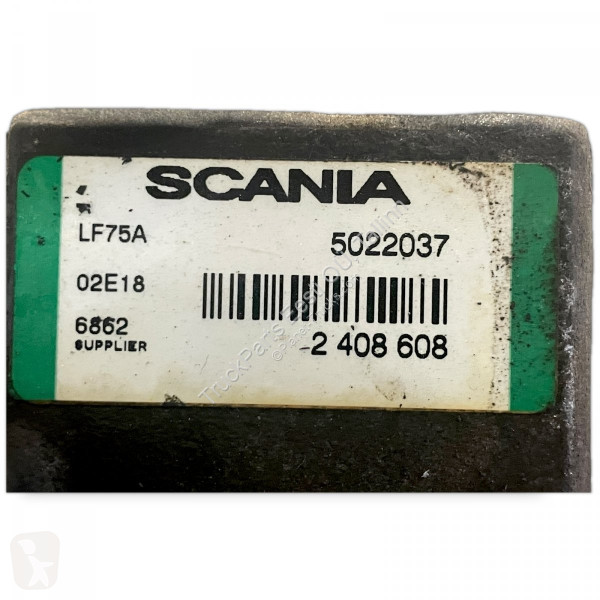 SCANIA
LF75A 5022037
02E18
6862
SUPPLIER
2 408 608